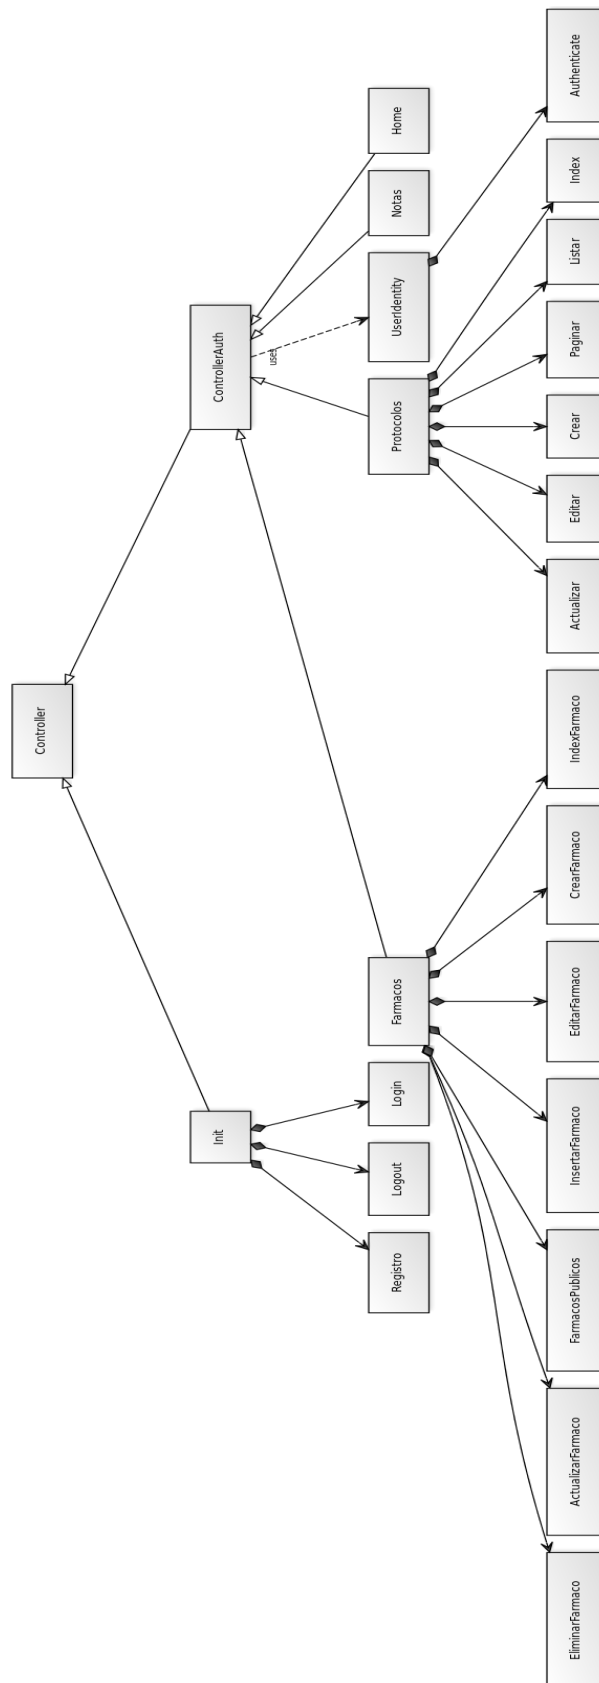 Controller
Init
ControllerAuth
uses
Registro
Logout
Login
Farmacos
Protocolos
UserIdentity
Notas
Home
EliminarFarmaco
ActualizarFarmaco
FarmacosPublicos
InsertarFarmaco
EditarFarmaco
CrearFarmaco
IndexFarmaco
Actualizar
Editar
Crear
Paginar
Listar
Index
Authenticate